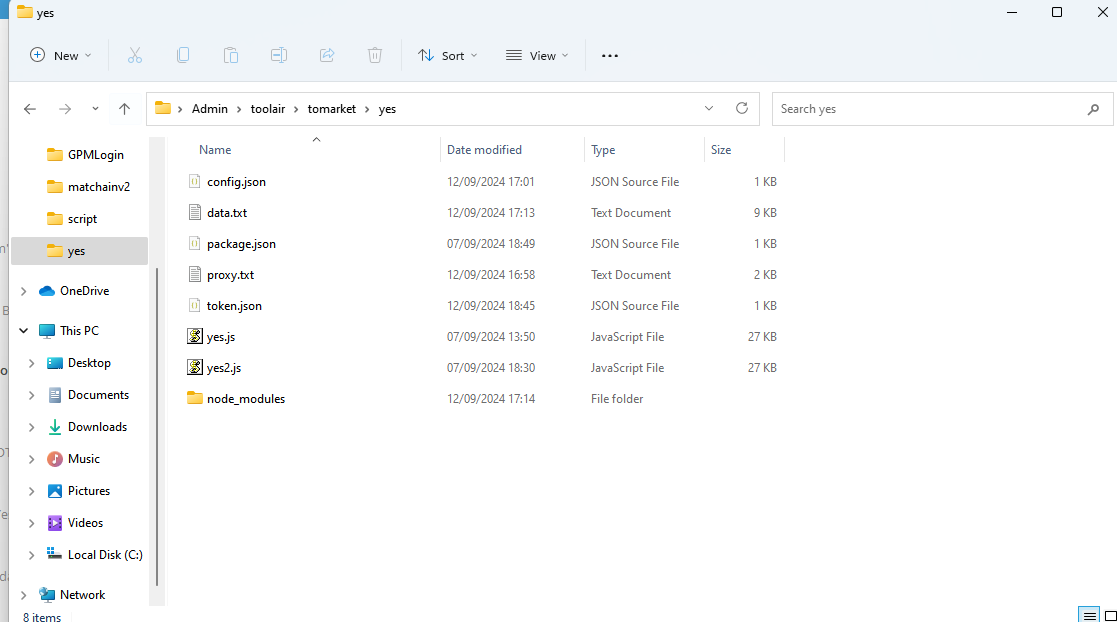 yes
New
Sort
View
Admin > toolair > tomarket > yes
Search yes
Name Date modified Type Size
GPMLogin
matchainv2
script
yes
OneDrive
This PC
Desktop
Documents
Downloads
Music
Pictures
Videos
Local Disk (C:)
Network
config.json 12/09/2024 17:01 JSON Source File 1 KB
data.txt 12/09/2024 17:13 Text Document 9 KB
package.json 07/09/2024 18:49 JSON Source File 1 KB
proxy.txt 12/09/2024 16:58 Text Document 2 KB
token.json 12/09/2024 18:45 JSON Source File 1 KB
yes.js 07/09/2024 13:50 JavaScript File 27 KB
yes2.js 07/09/2024 18:30 JavaScript File 27 KB
node_modules 12/09/2024 17:14 File folder
8 items